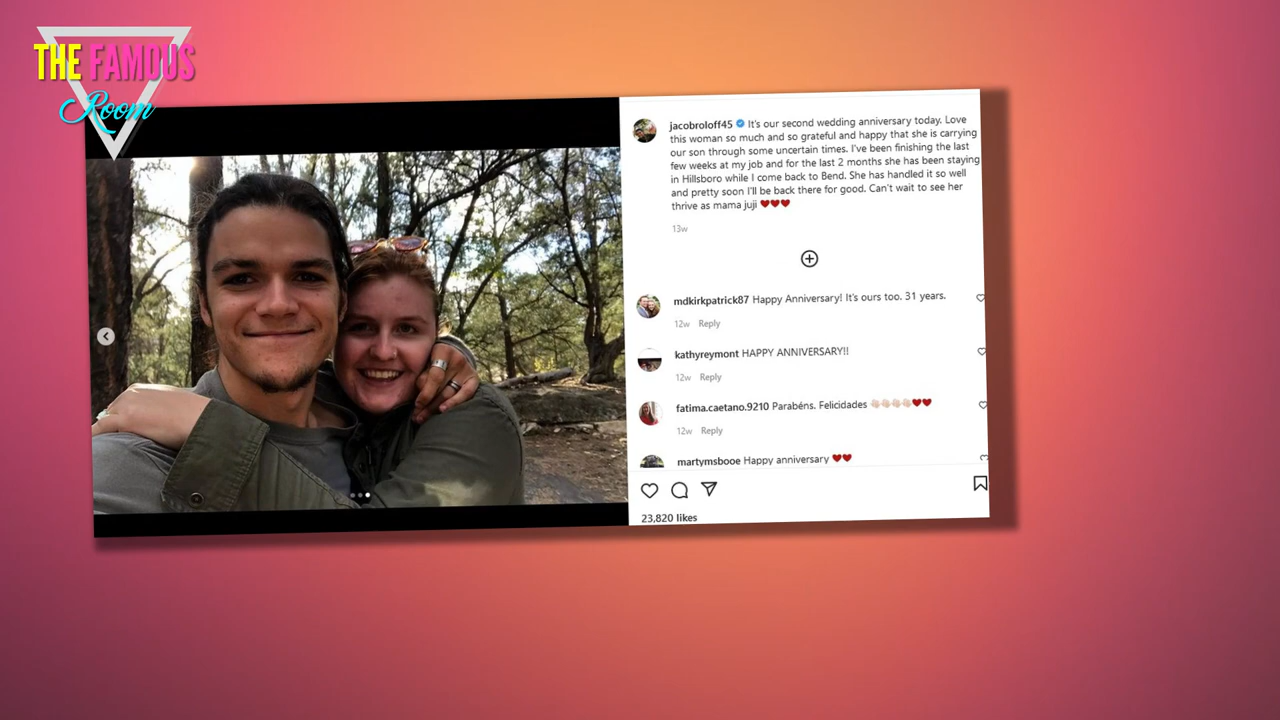 THE FAMOUS
Room
jacobroloff45 It's our second wedding anniversary today. Love
this woman so much and so grateful and happy that she is carrying
our son through some uncertain times. I've been finishing the last
few weeks at my job and for the last 2 months she has been staying
in Hillsboro while I come back to Bend. She has handled it so well
and pretty soon I'll be back there for good. Can't wait to see her
thrive as mama juji ❤❤❤
13w
mdkirkpatrick87 Happy Anniversary! It's ours too. 31 years.
12w Reply
kathyreymont HAPPY ANNIVERSARY!!
12w Reply
fatima.caetano.9210 Parabéns. Felicidades 👏🏻👏🏻👏🏻👏🏻❤❤
12w Reply
martymsbooe Happy anniversary ❤❤
23,820 likes